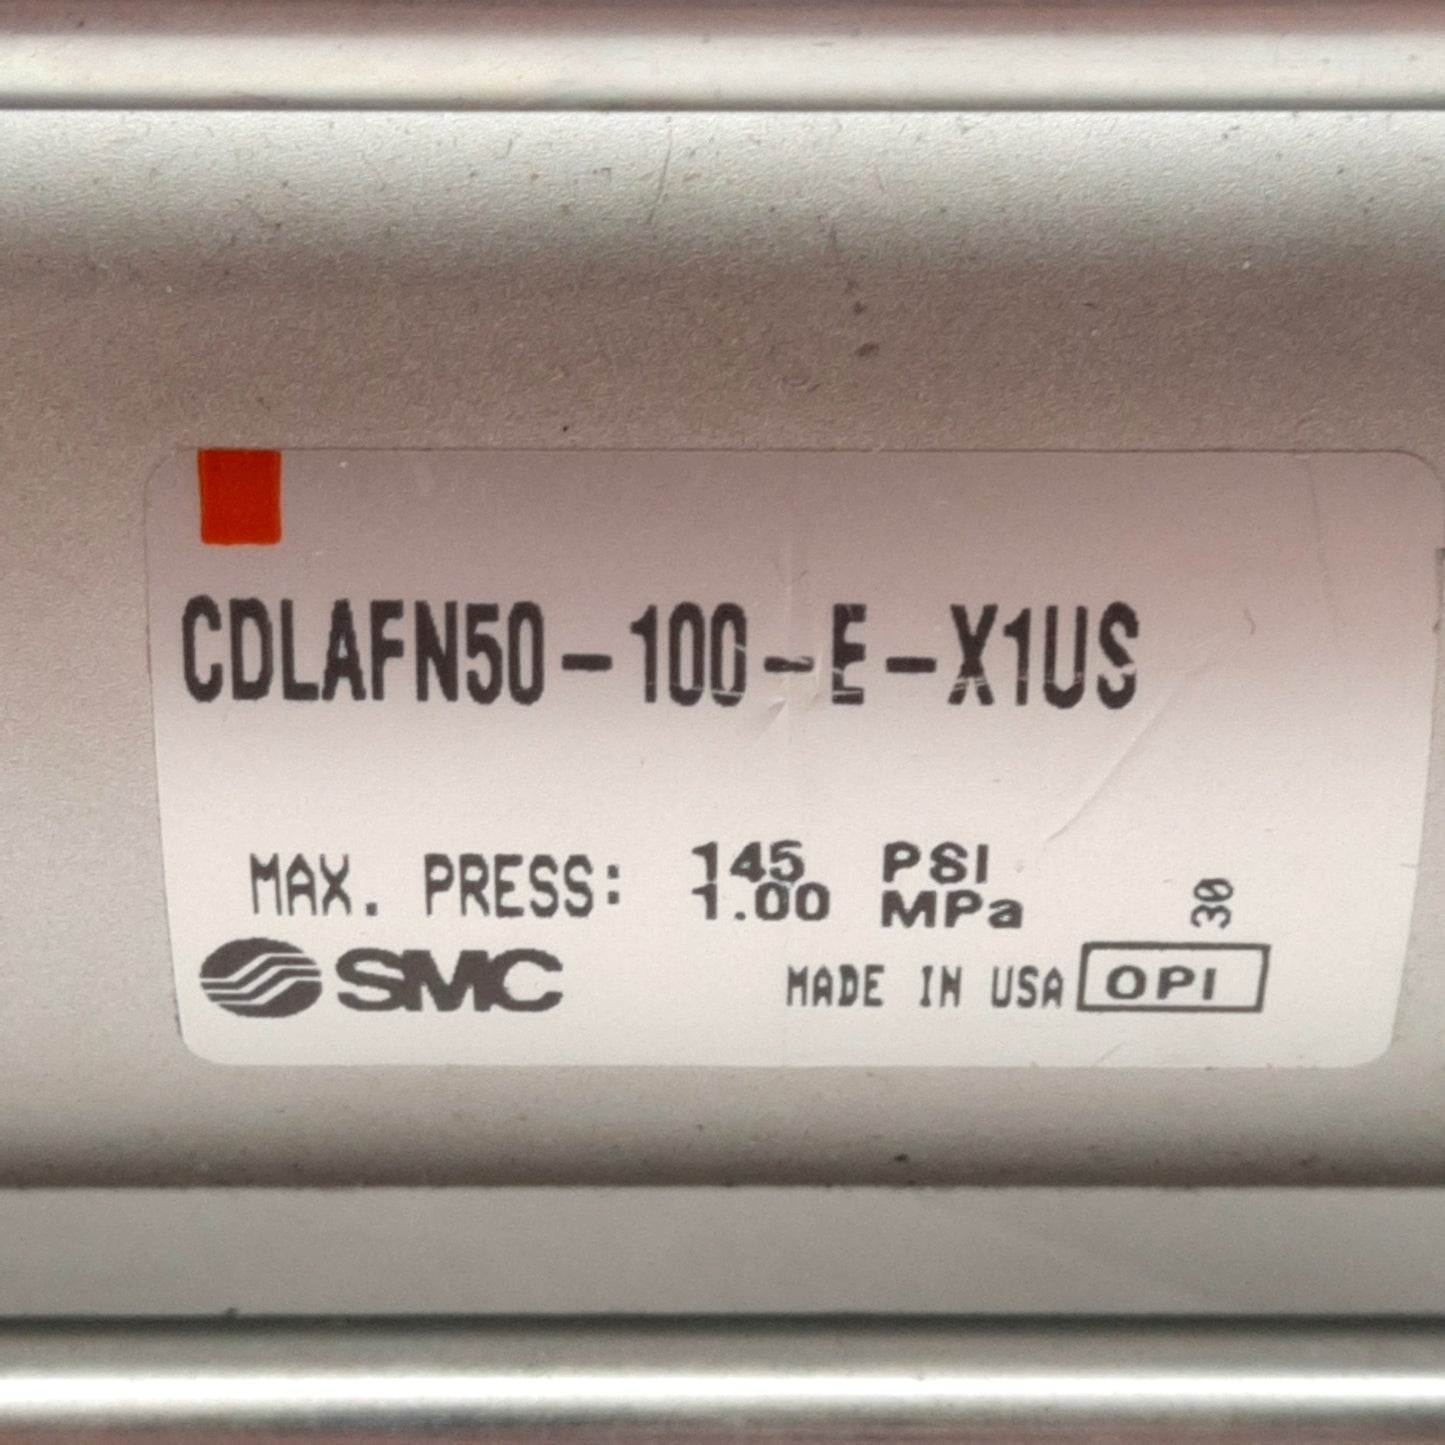 CDLAFN50-100-E-X1US
MAX. PRESS: 145 PSI
1.00 MPa
30
SMC MADE IN USA OPI